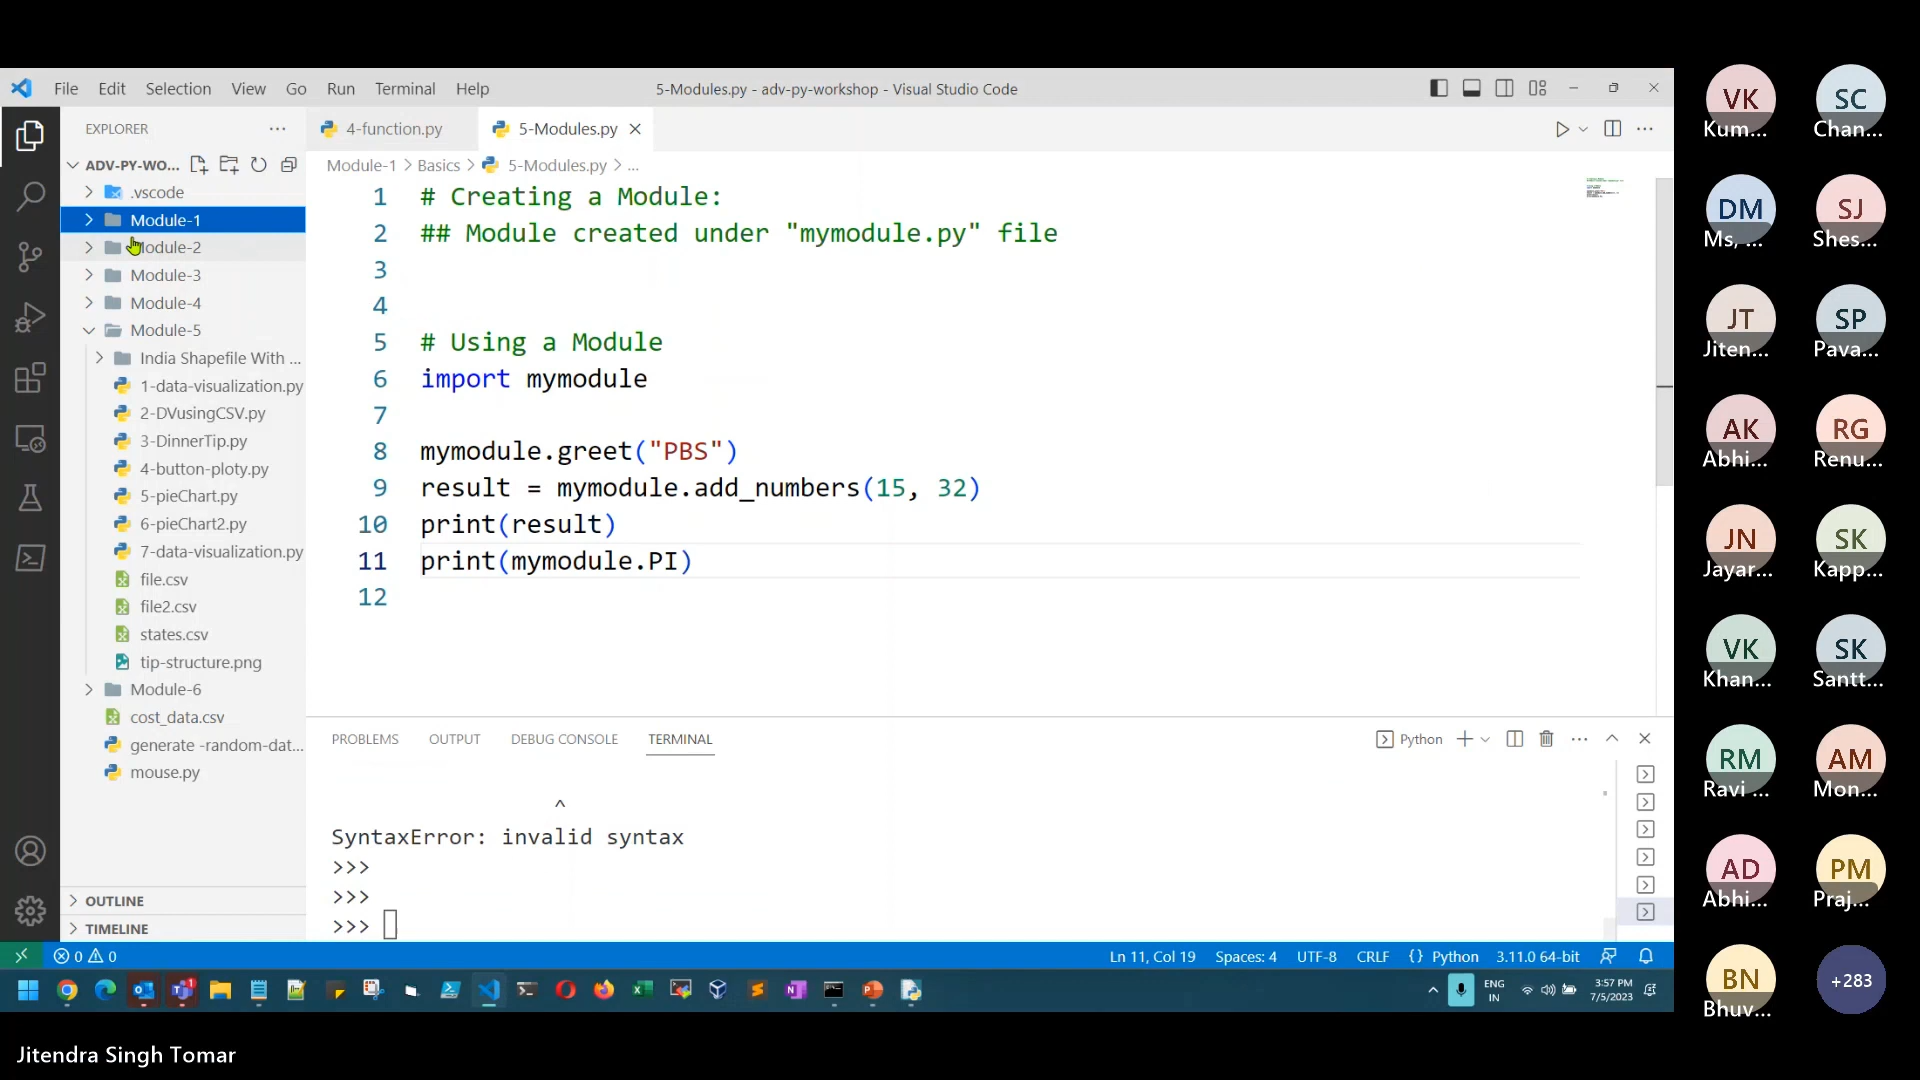 File Edit Selection View Go Run Terminal Help
5-Modules.py - adv-py-workshop - Visual Studio Code
EXPLORER
ADV-PY-WO...
.vscode
Module-1
Module-2
Module-3
Module-4
Module-5
India Shapefile With ...
1-data-visualization.py
2-DVusingCSV.py
3-DinnerTip.py
4-button-ploty.py
5-pieChart.py
6-pieChart2.py
7-data-visualization.py
file.csv
file2.csv
states.csv
tip-structure.png
Module-6
cost_data.csv
generate -random-dat...
mouse.py
OUTLINE
TIMELINE
4-function.py
5-Modules.py
Module-1 > Basics > 5-Modules.py > ...
1 # Creating a Module:
2 ## Module created under "mymodule.py" file
3
4
5 # Using a Module
6 import mymodule
7
8 mymodule.greet("PBS")
9 result = mymodule.add_numbers(15, 32)
10 print(result)
11 print(mymodule.PI)
12
PROBLEMS OUTPUT DEBUG CONSOLE TERMINAL
Python
^
SyntaxError: invalid syntax
>>>
>>>
>>>
0 0
Ln 11, Col 19 Spaces: 4 UTF-8 CRLF {} Python 3.11.0 64-bit
1
ENG
IN
3:57 PM
7/5/2023
Jitendra Singh Tomar
VK
Kum...
SC
Chan...
DM
Ms, ...
SJ
Shes...
JT
Jiten...
SP
Pava...
AK
Abhi...
RG
Renu...
JN
Jayar...
SK
Kapp...
VK
Khan...
SK
Santt...
RM
Ravi ...
AM
Mon...
AD
Abhi...
PM
Praj...
BN
Bhuv...
+283